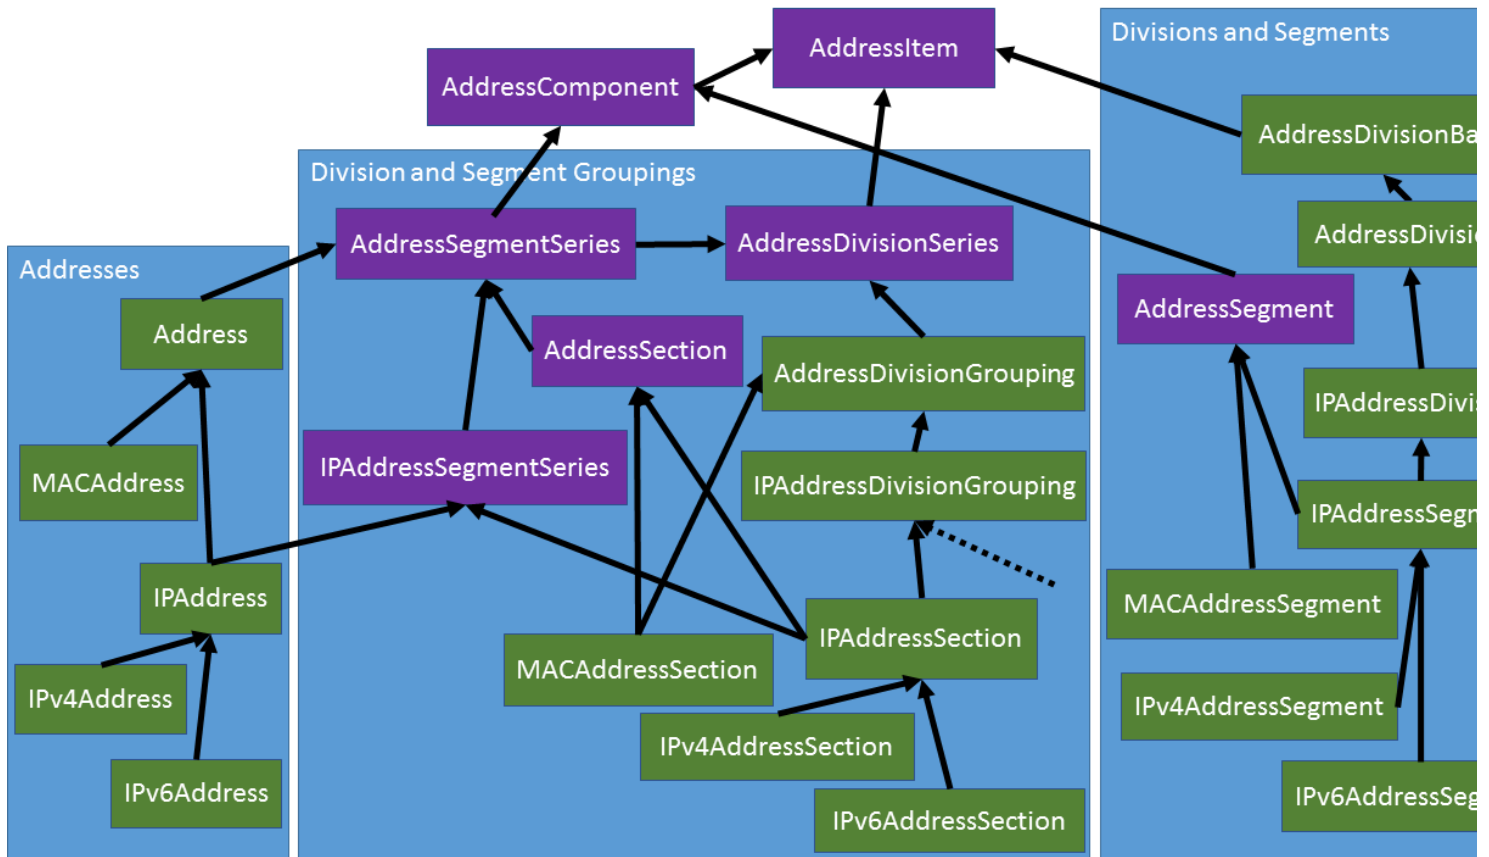 AddressItem
Divisions and Segments
AddressComponent
AddressDivisionBa
Division and Segment Groupings
AddressSegmentSeries
AddressDivisionSeries
AddressDivisi
Addresses
AddressSegment
Address
AddressSection
AddressDivisionGrouping
IPAddressDivis
MACAddress
IPAddressSegmentSeries
IPAddressDivisionGrouping
IPAddressSegn
IPAddress
MACAddressSegment
IPAddressSection
MACAddressSection
IPv4Address
IPv4AddressSegment
IPv4AddressSection
IPv6Address
IPv6AddressSeg
IPv6AddressSection